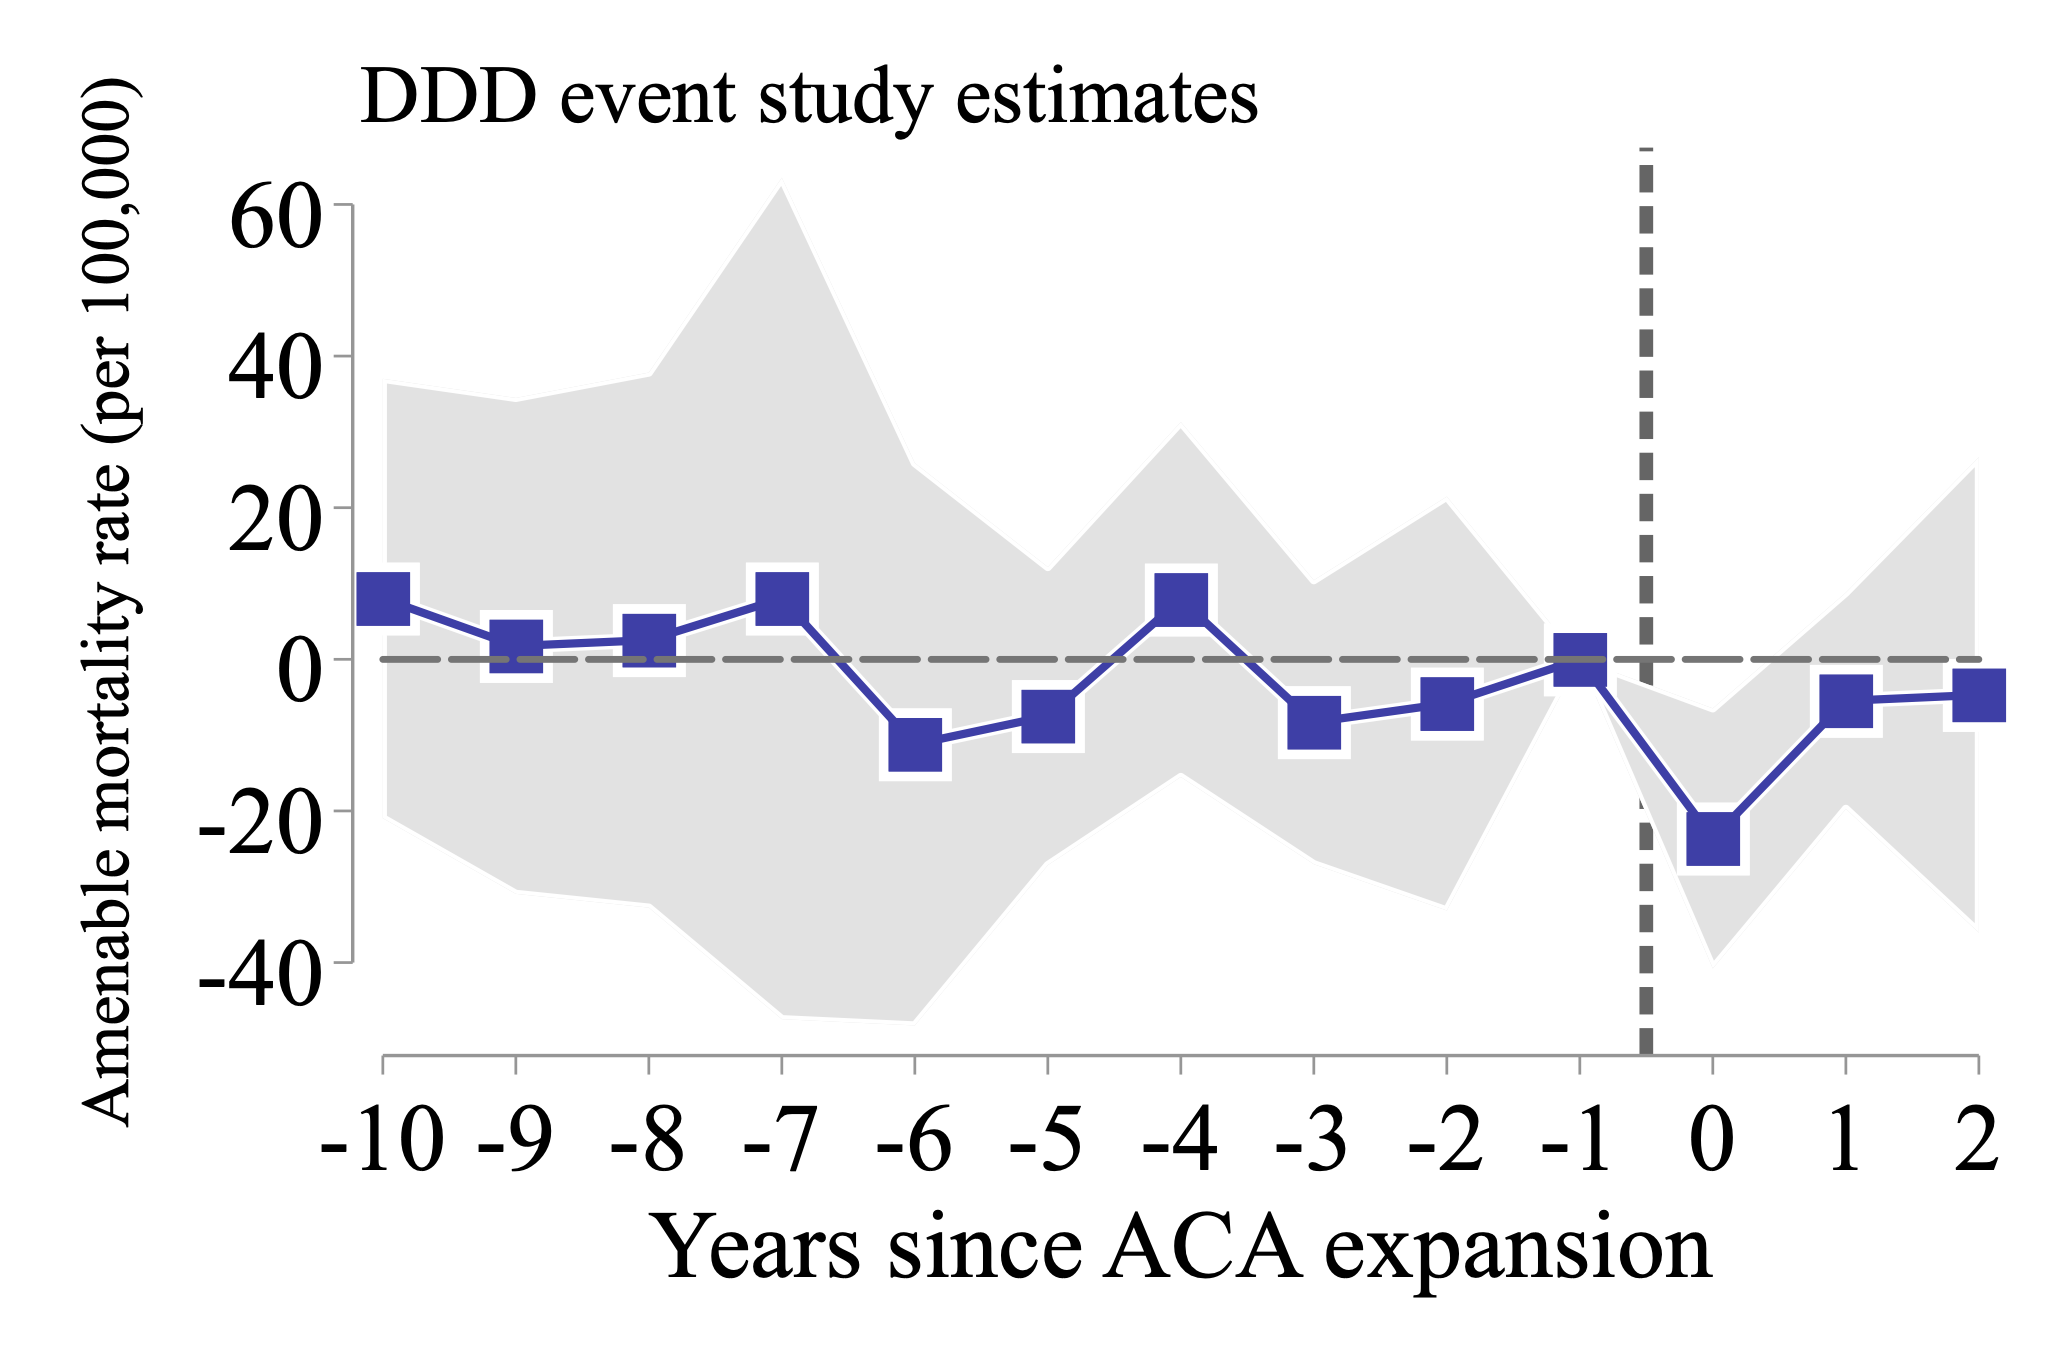 DDD event study estimates
Amenable mortality rate (per 100,000)
60
40
20
0
-20
-40
-10 -9 -8 -7 -6 -5 -4 -3 -2 -1 0 1 2
Years since ACA expansion